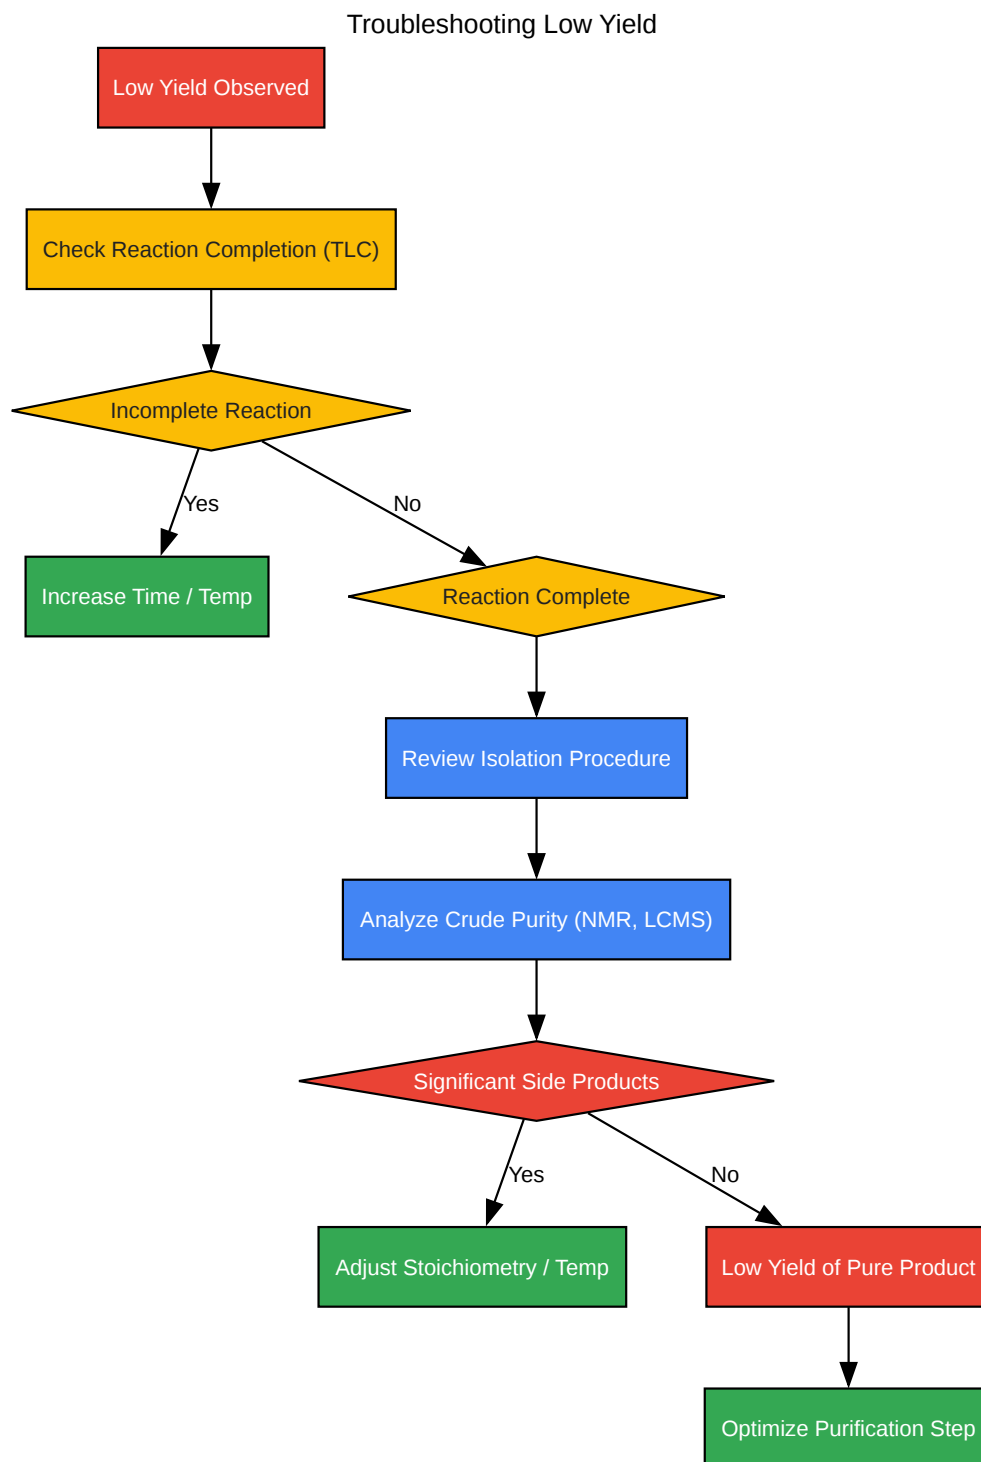 Troubleshooting Low Yield
Low Yield Observed
Check Reaction Completion (TLC)
Incomplete Reaction
Yes
No
Increase Time / Temp
Reaction Complete
Review Isolation Procedure
Analyze Crude Purity (NMR, LCMS)
Significant Side Products
Yes
No
Adjust Stoichiometry / Temp
Low Yield of Pure Product
Optimize Purification Step